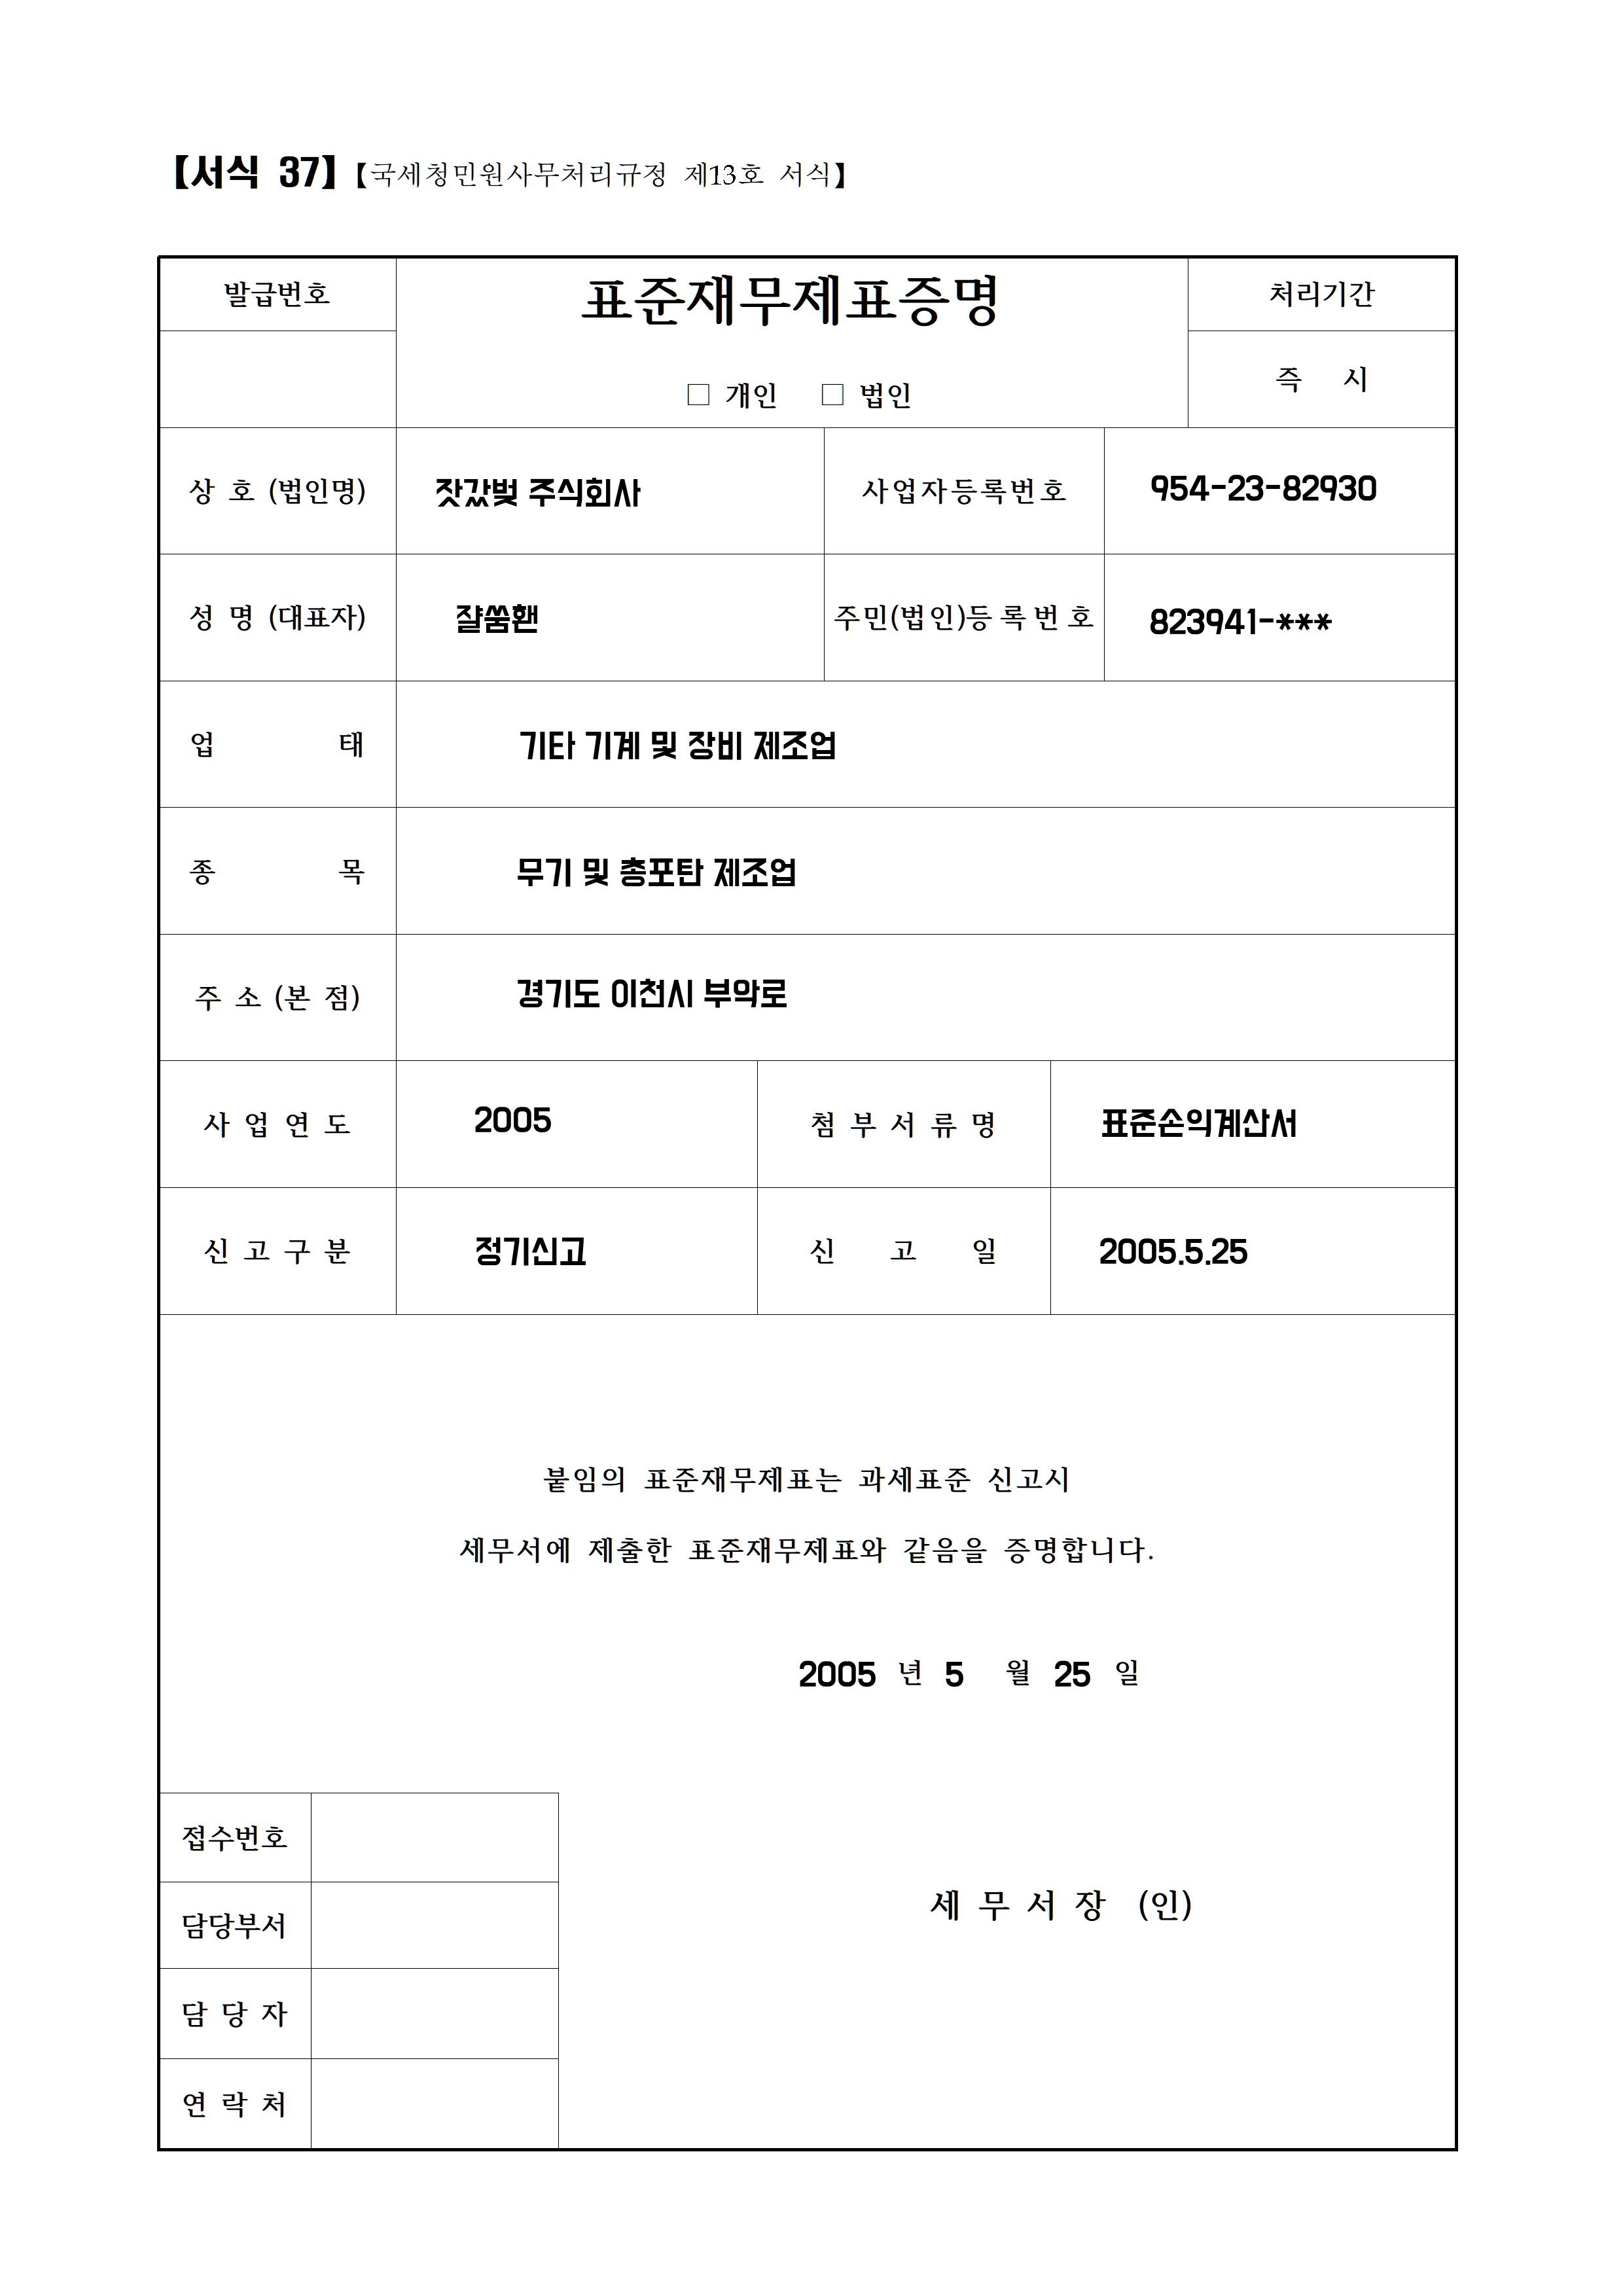 【서식 37】【국세청민원사무처리규정 제13호 서식】
발급번호
표준재무제표증명
처리기간
□ 개인 □ 법인
즉 시
상 호 (법인명)
잣갔벚 주식회사
사업자등록번호
954-23-82930
성 명 (대표자)
주민(법인)등록번호
823941-***
업 태
기타 기계 및 장비 제조업
종 목
무기 및 총포탄 제조업
주 소 (본 점)
경기도 이천시 부악로
사 업 연 도
2005
첨 부 서 류 명
표준손익계산서
신 고 구 분
정기신고
신 고 일
2005.5.25
붙임의 표준재무제표는 과세표준 신고시
세무서에 제출한 표준재무제표와 같음을 증명합니다.
2005 년 5 월 25 일
접수번호
담당부서
세 무 서 장 (인)
담 당 자
연 락 처